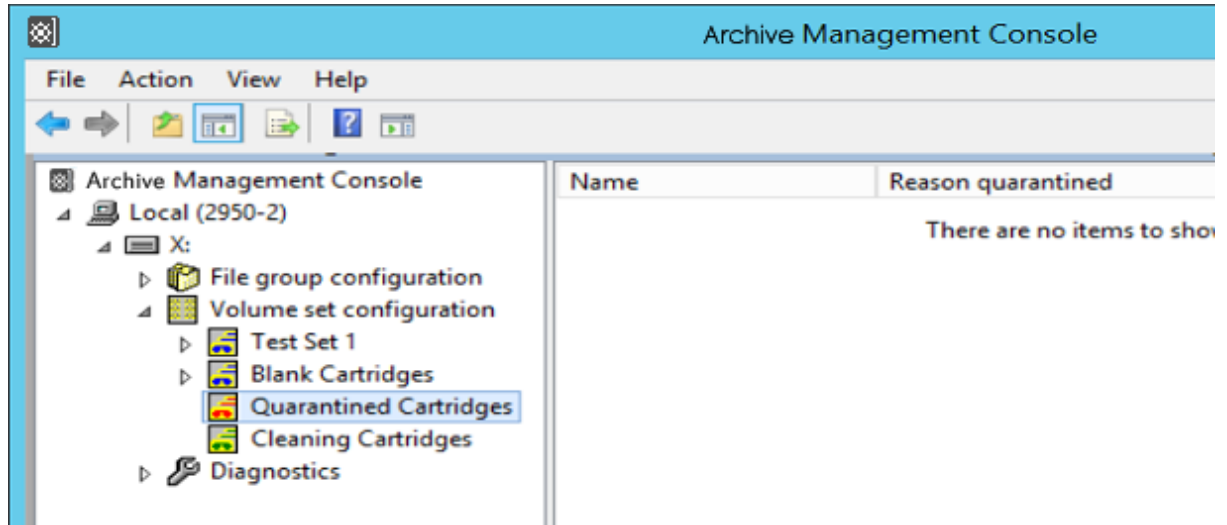 Archive Management Console
File Action View Help
Archive Management Console
Name Reason quarantined
Local (2950-2)
There are no items to show
X:
File group configuration
Volume set configuration
Test Set 1
Blank Cartridges
Quarantined Cartridges
Cleaning Cartridges
Diagnostics